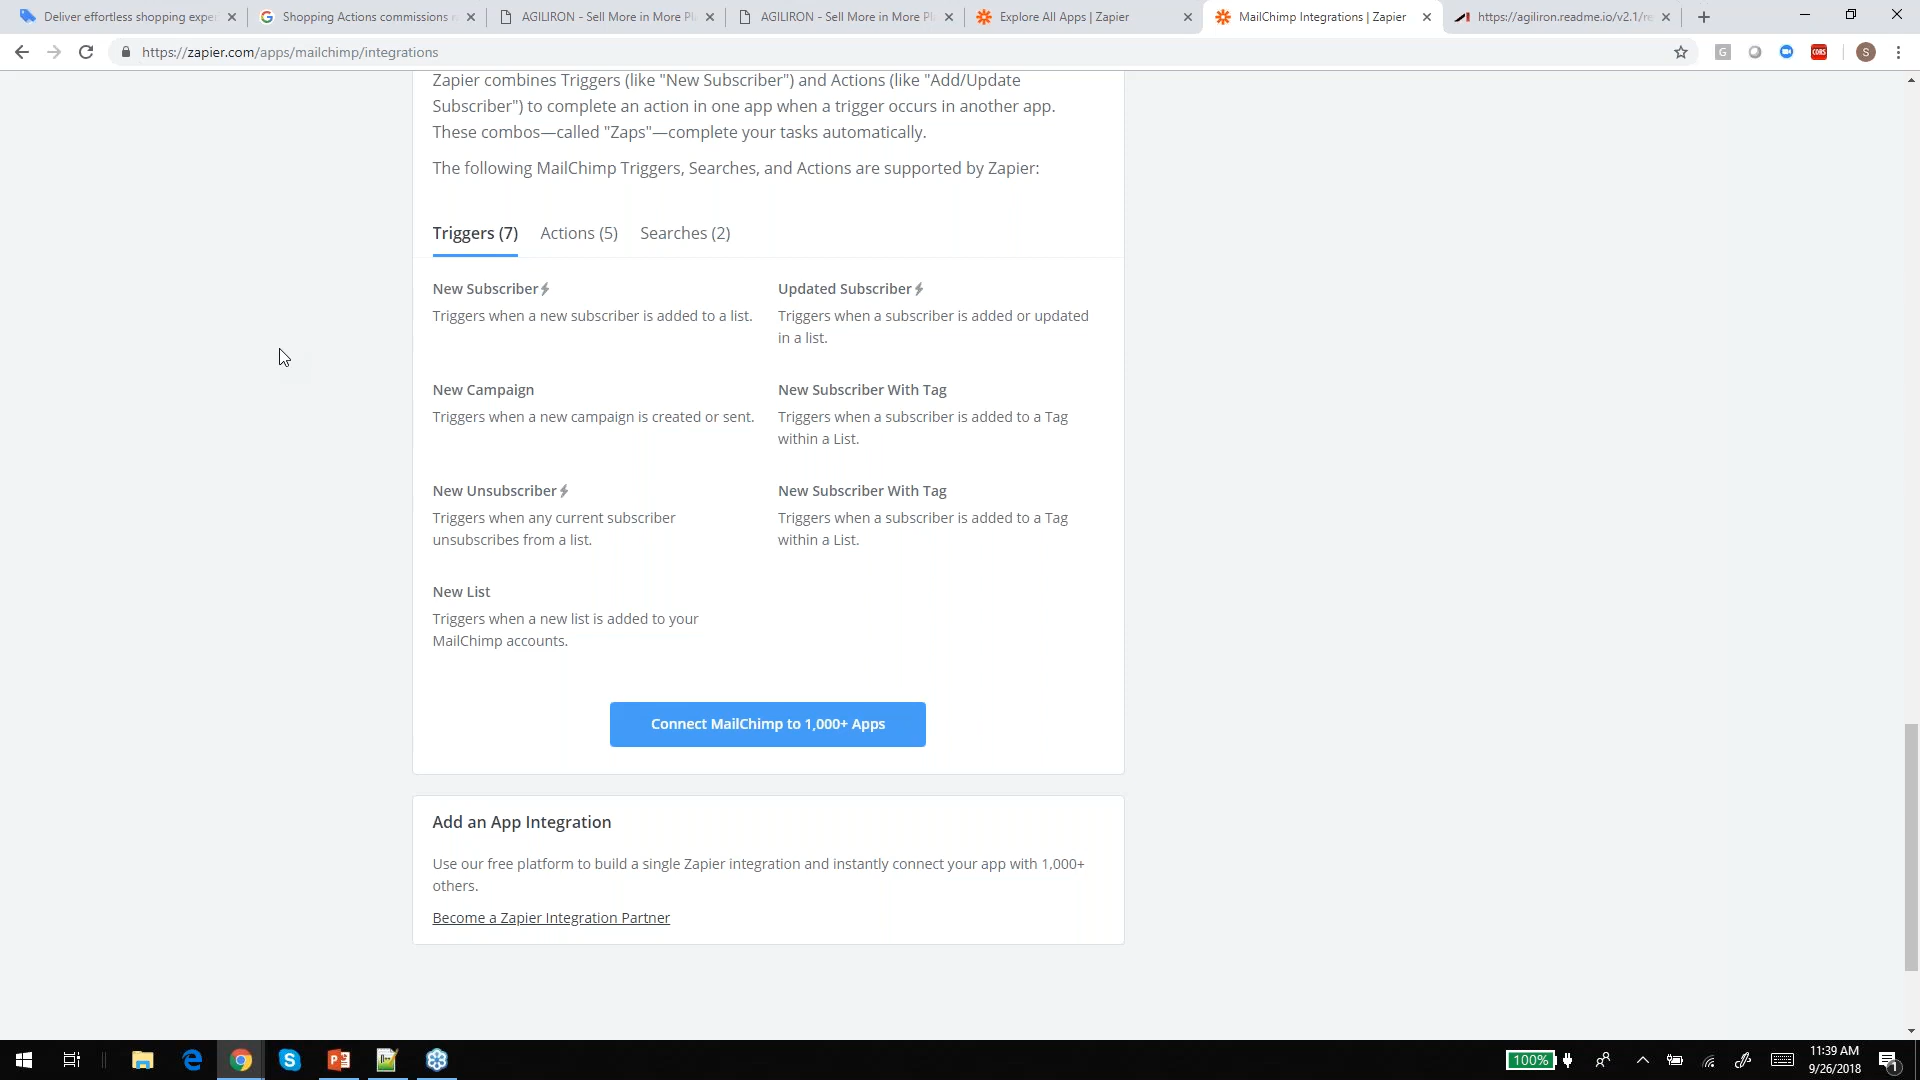 Deliver effortless shopping exper
Shopping Actions commissions
AGILIRON - Sell More in More Pl
AGILIRON - Sell More in More Pl
Explore All Apps | Zapier
MailChimp Integrations | Zapier
https://agiliron.readme.io/v2.1/re
https://zapier.com/apps/mailchimp/integrations
G
CORS
S
Zapier combines Triggers (like "New Subscriber") and Actions (like "Add/Update
Subscriber") to complete an action in one app when a trigger occurs in another app.
These combos—called "Zaps"—complete your tasks automatically.
The following MailChimp Triggers, Searches, and Actions are supported by Zapier:
Triggers (7) Actions (5) Searches (2)
New Subscriber
Triggers when a new subscriber is added to a list.
Updated Subscriber
Triggers when a subscriber is added or updated
in a list.
New Campaign
Triggers when a new campaign is created or sent.
New Subscriber With Tag
Triggers when a subscriber is added to a Tag
within a List.
New Unsubscriber
Triggers when any current subscriber
unsubscribes from a list.
New Subscriber With Tag
Triggers when a subscriber is added to a Tag
within a List.
New List
Triggers when a new list is added to your
MailChimp accounts.
Connect MailChimp to 1,000+ Apps
Add an App Integration
Use our free platform to build a single Zapier integration and instantly connect your app with 1,000+
others.
Become a Zapier Integration Partner
100%
11:39 AM
9/26/2018
1